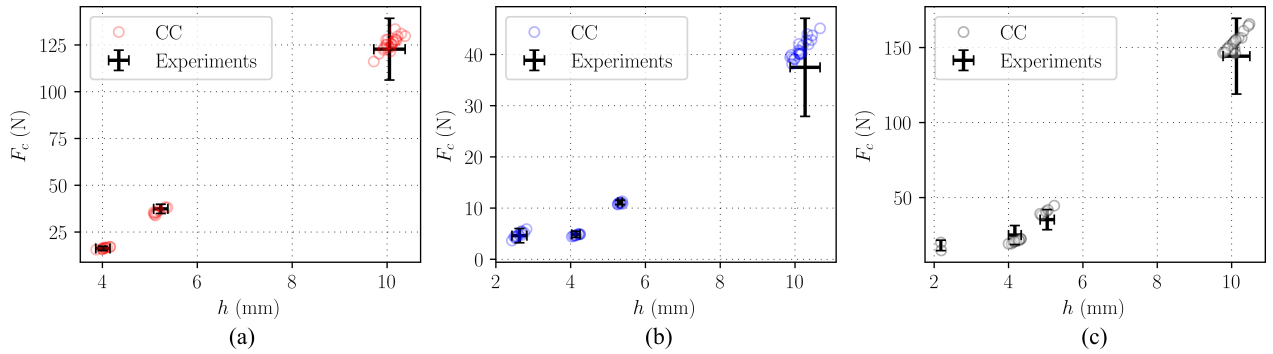 CC
Experiments
125
100
75
50
25
4 6 8 10
F_c (N)
h (mm)
(a)
CC
Experiments
40
30
20
10
0
2 4 6 8 10
F_c (N)
h (mm)
(b)
CC
Experiments
150
100
50
2 4 6 8 10
F_c (N)
h (mm)
(c)